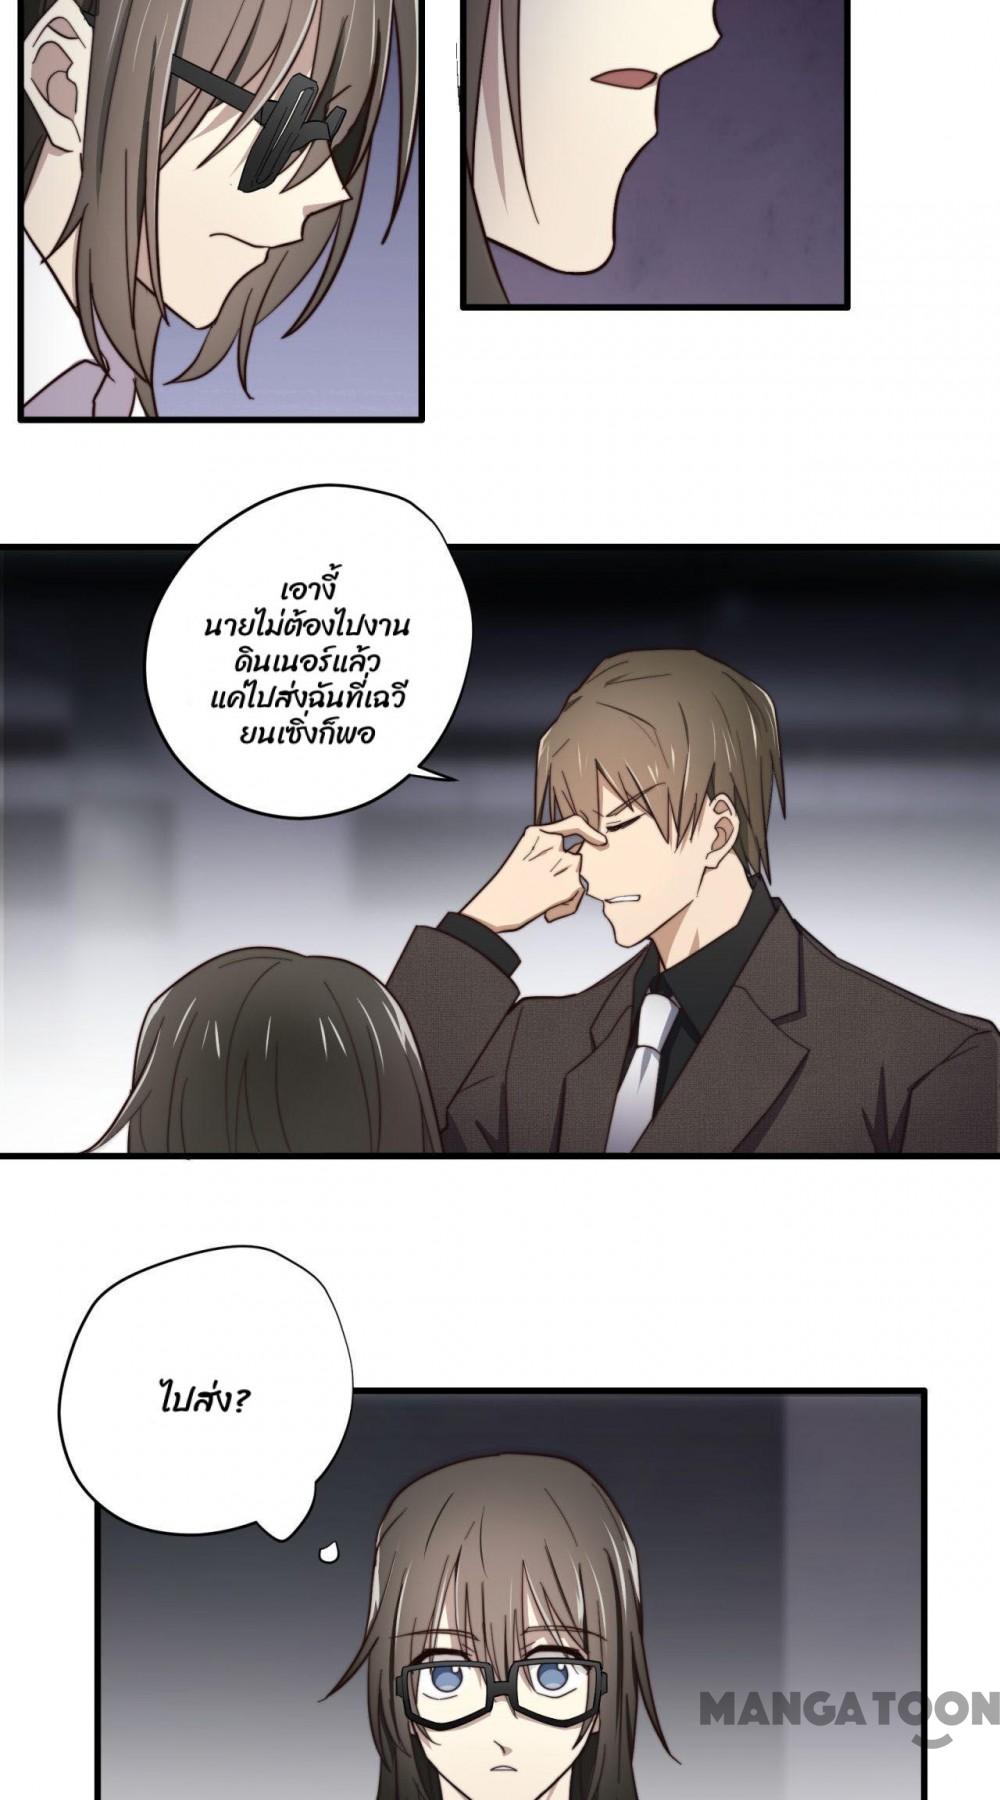 เอางี้
นายไม่ต้องไปงาน
ดินเนอร์แล้ว
แค่ไปส่งฉันที่เฉวี
ยนเซิ่งก็พอ
ไปส่ง?
MANGATOON